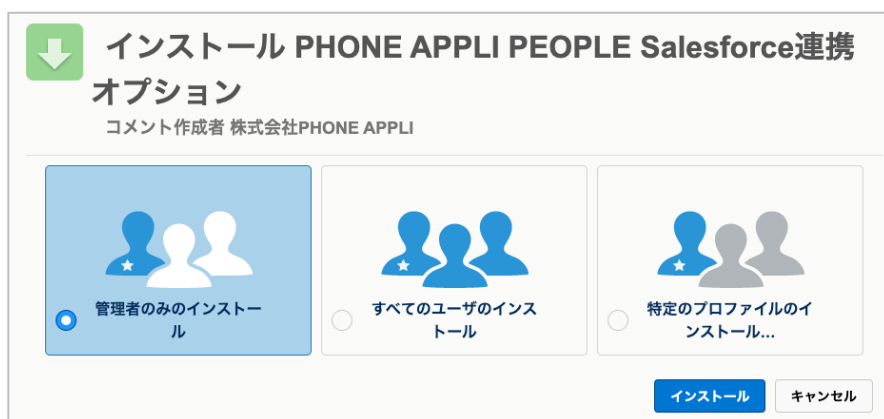 インストール PHONE APPLI PEOPLE Salesforce連携
オプション
コメント作成者 株式会社PHONE APPLI
管理者のみのインストー
ル
すべてのユーザのインス
トール
特定のプロファイルのイ
ンストール...
インストール
キャンセル